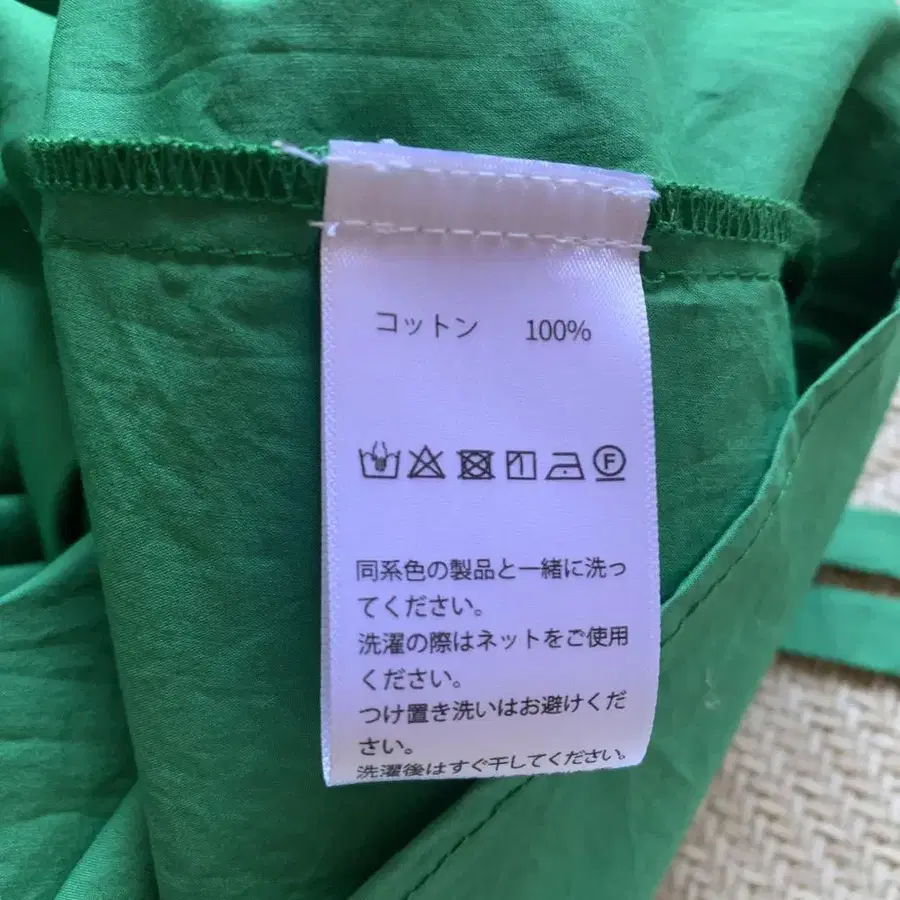 コットン 100%
F
同系色の製品と一緒に洗っ
てください。
洗濯の際はネットをご使用
ください。
つけ置き洗いはお避けくだ
さい。
洗濯後はすぐ干してください。